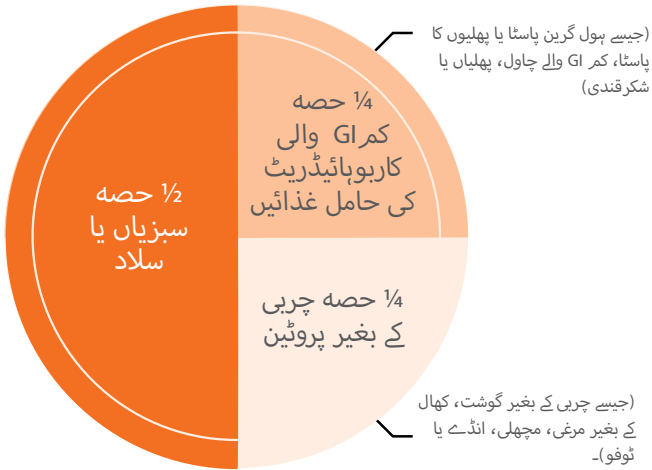 (جیسے ہول گرین پاسٹا یا پھلیوں کا
پاسٹا، کم GI والے چاول، پھلیاں یا
شکرقندی)
¼ حصہ
کم GI والی
کاربوہائیڈریٹ
کی حامل غذائیں
½ حصہ
سبزیاں یا
سلاد
¼ حصہ چربی
کے بغیر پروٹین
(جیسے چربی کے بغیر گوشت، کھال
کے بغیر مرغی، مچھلی، انڈے یا
ٹوفو)۔